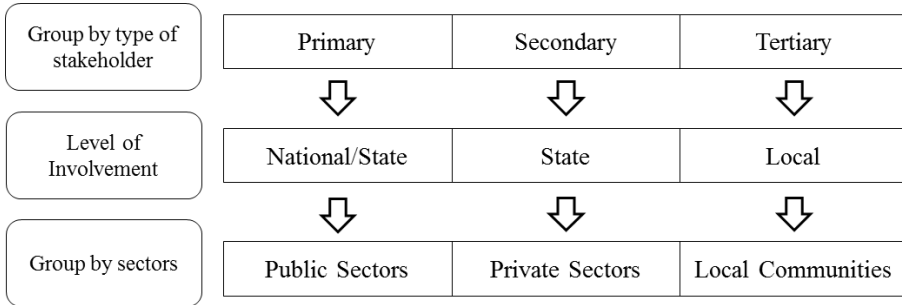 Group by type of
stakeholder
Primary
Secondary
Tertiary
Level of
Involvement
National/State
State
Local
Group by sectors
Public Sectors
Private Sectors
Local Communities